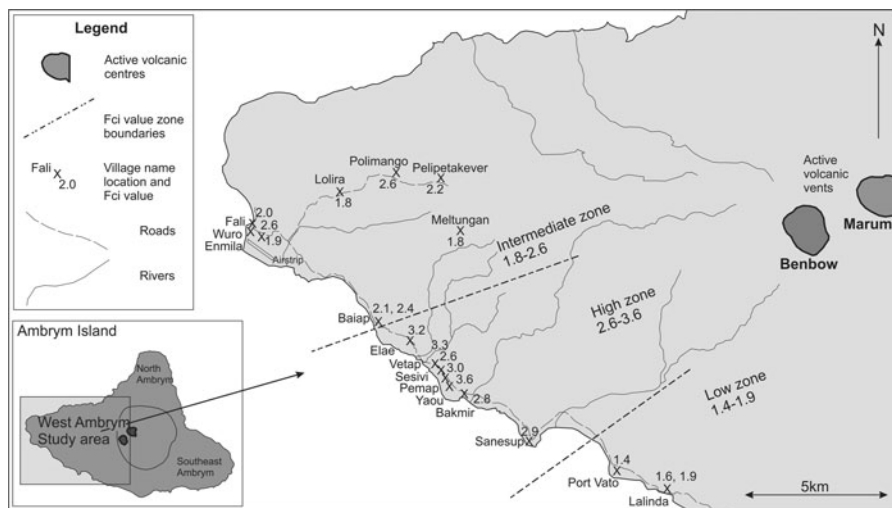 Legend
Active volcanic
centres
Fci value zone
boundaries
Fali
2.0
Village name
location and
Fci value
Roads
Rivers
Ambrym Island
North
Ambrym
West Ambrym
Study area
Southeast
Ambrym
N
Polimango
2.6
Pelipetakever
2.2
Lolira
1.8
Fali
2.0
Wuro
2.6
Enmila
1.9
Airstrip
Meltungan
1.8
Intermediate zone
1.8-2.6
Active
volcanic
vents
Marum
Benbow
Baiap
2.1, 2.4
High zone
2.6-3.6
Elae
3.2
Vetap
3.3
Sesivi
2.6
Pemap
3.0
Yaou
3.6
Bakmir
2.8
Sanesup
2.9
Low zone
1.4-1.9
Port Vato
1.4
Lalinda
1.6, 1.9
5km